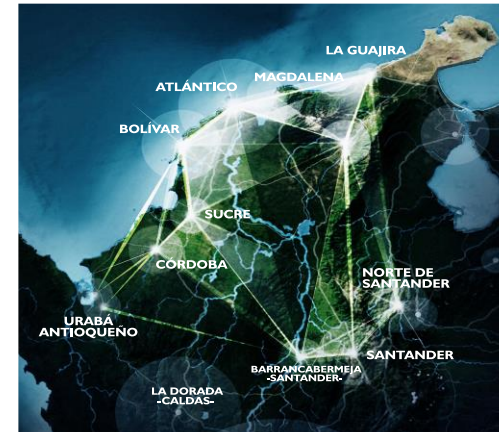 LA GUAJIRA
MAGDALENA
ATLÁNTICO
BOLÍVAR
SUCRE
CÓRDOBA
NORTE DE
SANTANDER
URABÁ
ANTIOQUEÑO
SANTANDER
BARRANCABERMEJA
-SANTANDER-
LA DORADA
-CALDAS-